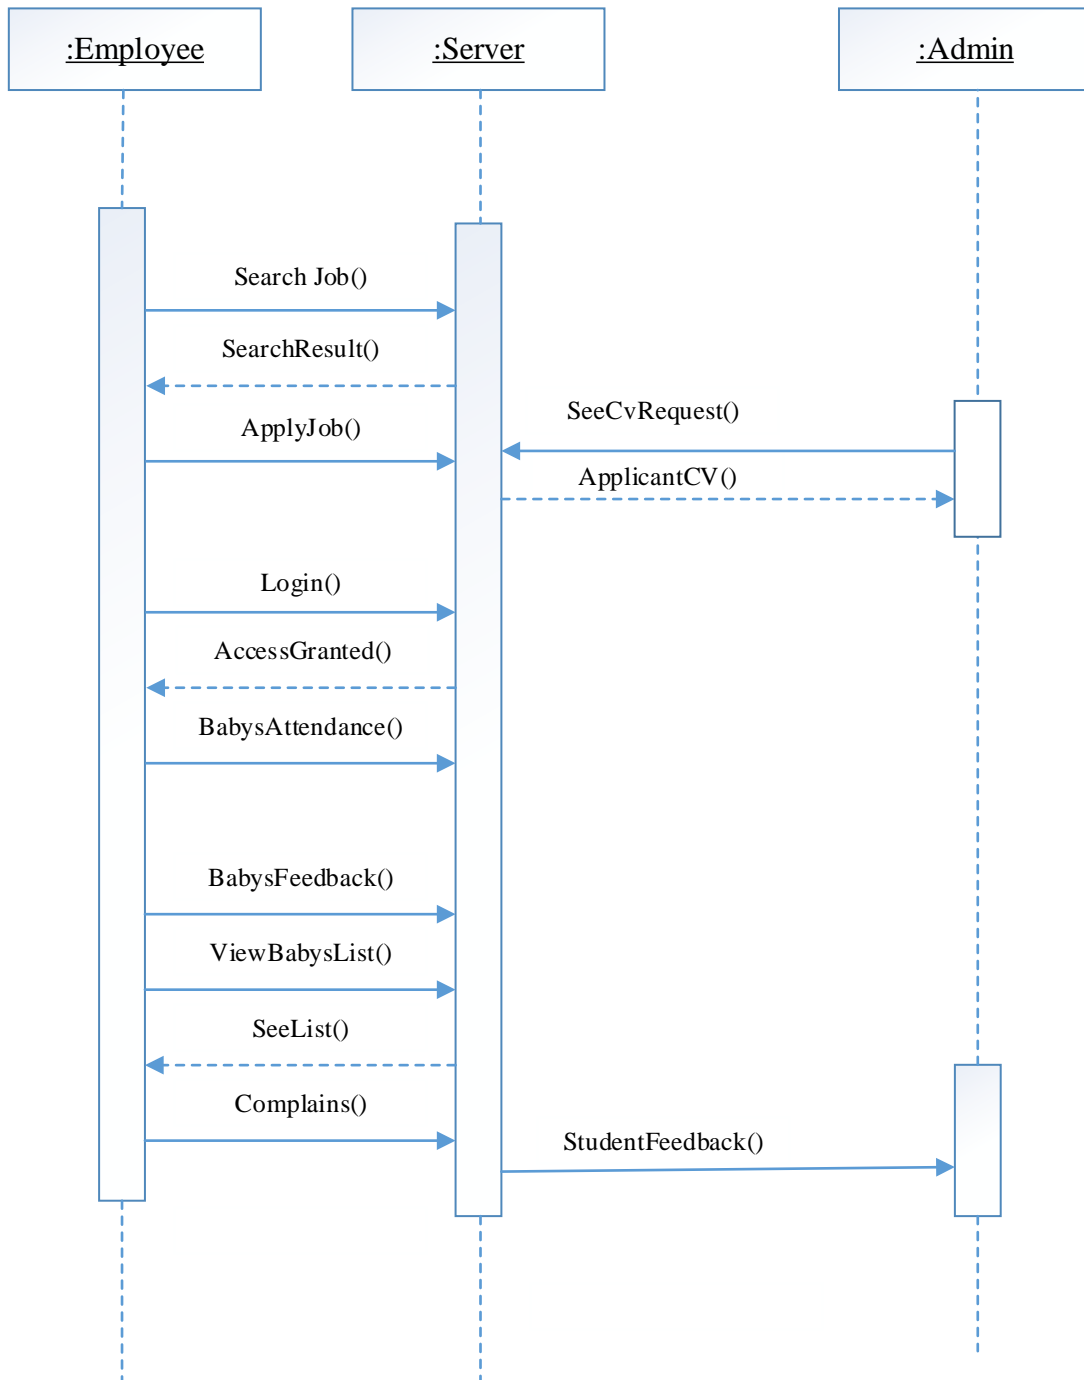 :Employee
:Server
:Admin
Search Job()
SearchResult()
SeeCvRequest()
ApplyJob()
ApplicantCV()
Login()
AccessGranted()
BabysAttendance()
BabysFeedback()
ViewBabysList()
SeeList()
Complains()
StudentFeedback()